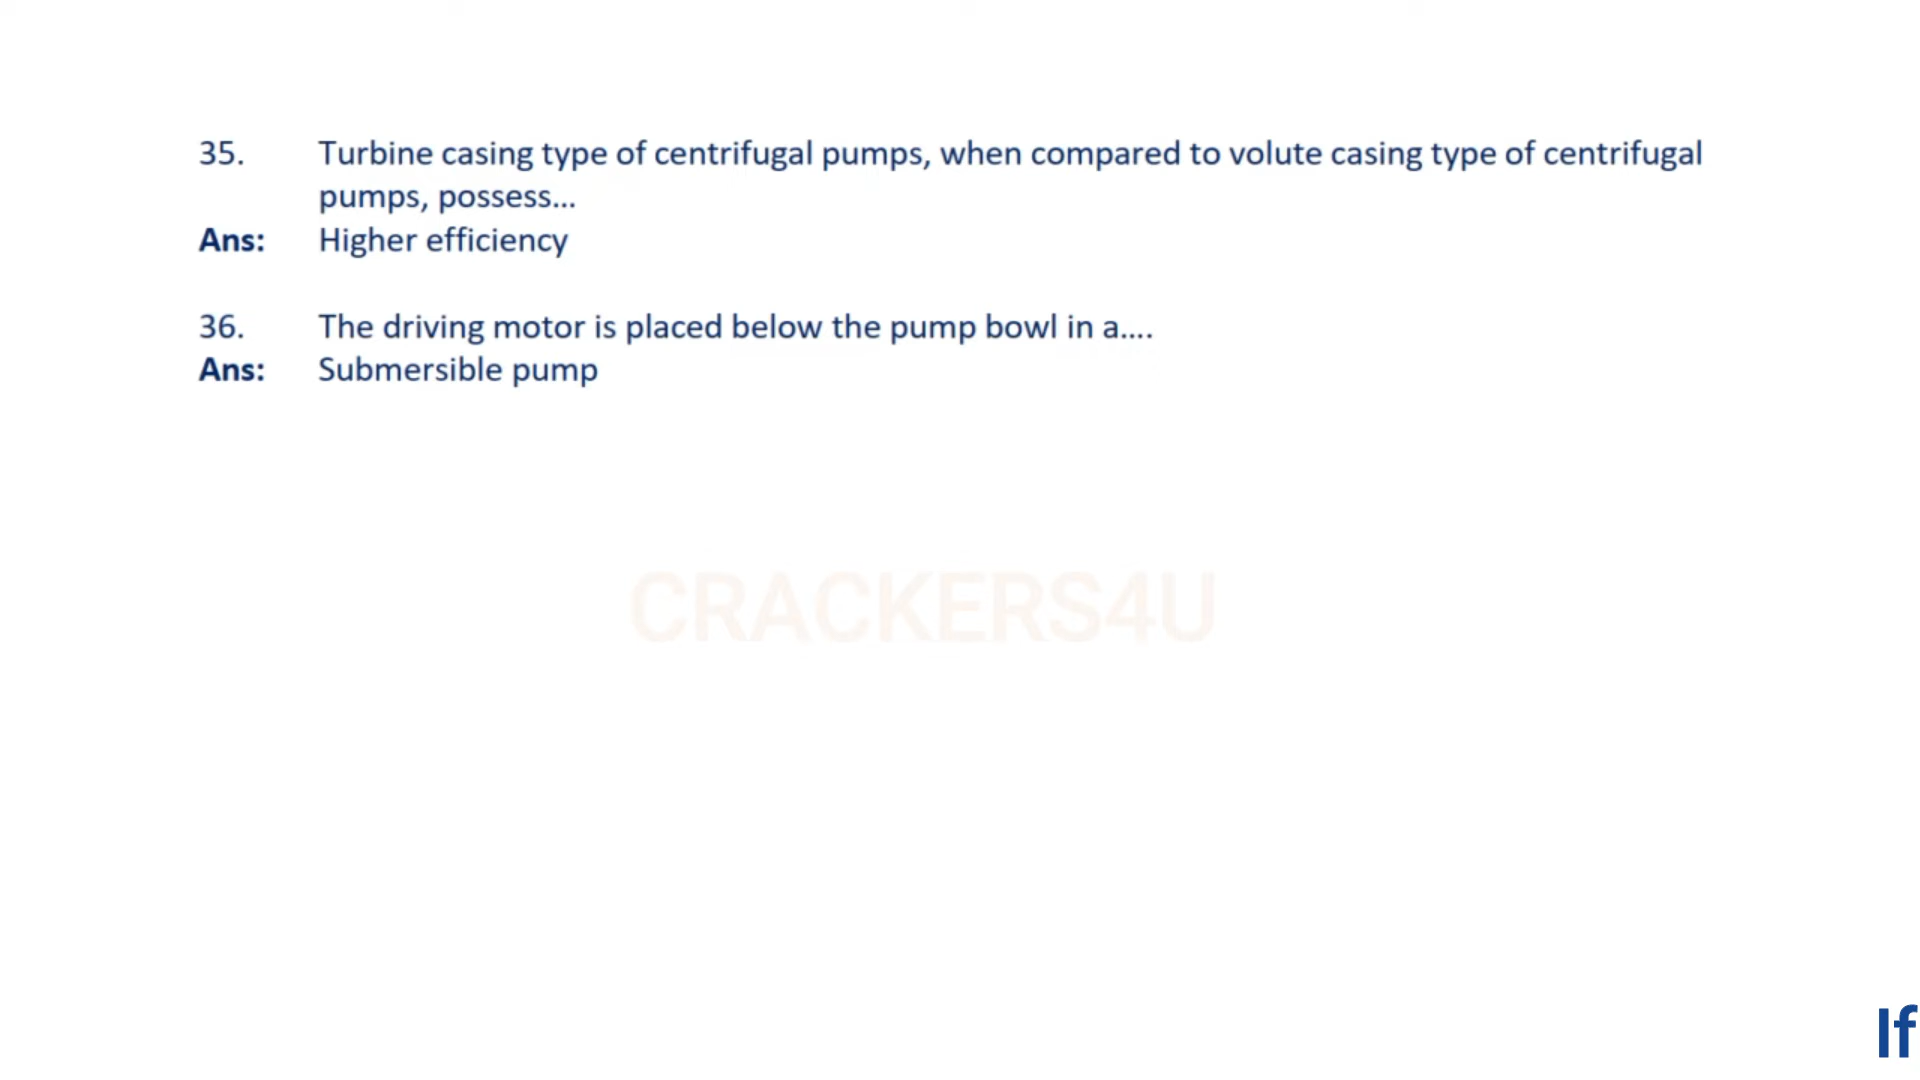 35. Turbine casing type of centrifugal pumps, when compared to volute casing type of centrifugal
pumps, possess...
Ans: Higher efficiency
36. The driving motor is placed below the pump bowl in a....
Ans: Submersible pump
CRACKERS4U
If